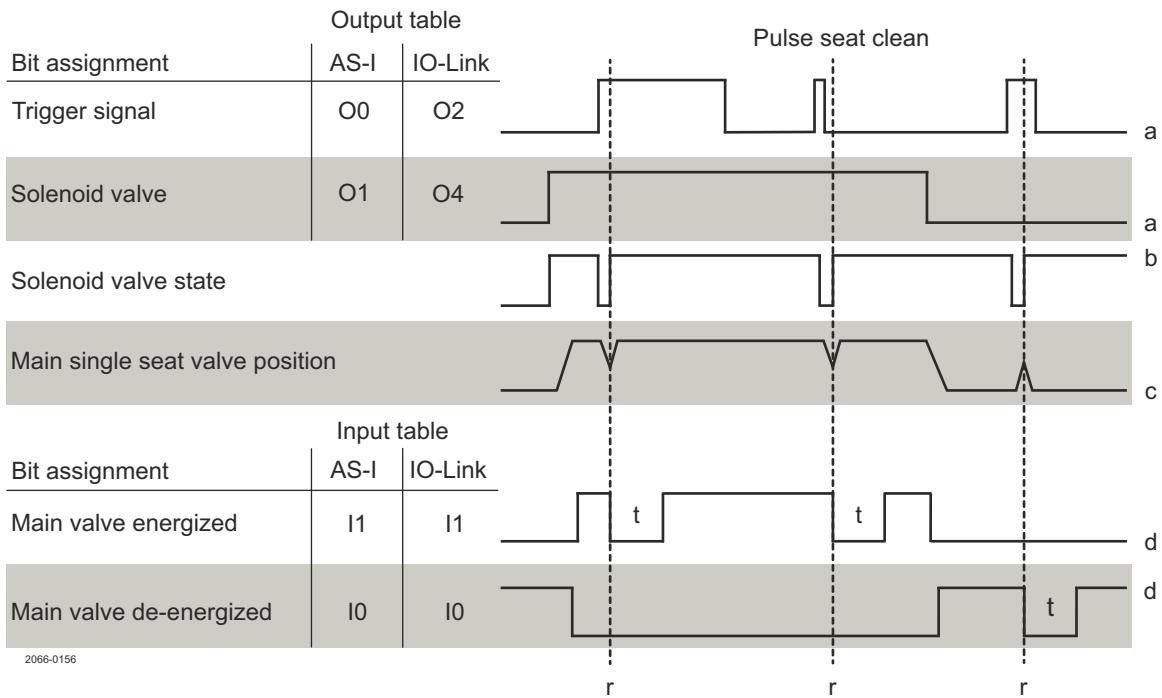 Output table
Pulse seat clean
Bit assignment AS-I IO-Link
Trigger signal O0 O2
a
Solenoid valve O1 O4
a
Solenoid valve state
b
Main single seat valve position
c
Input table
Bit assignment AS-I IO-Link
Main valve energized I1 I1 t t
d
Main valve de-energized I0 I0 t
d
2066-0156
r r r